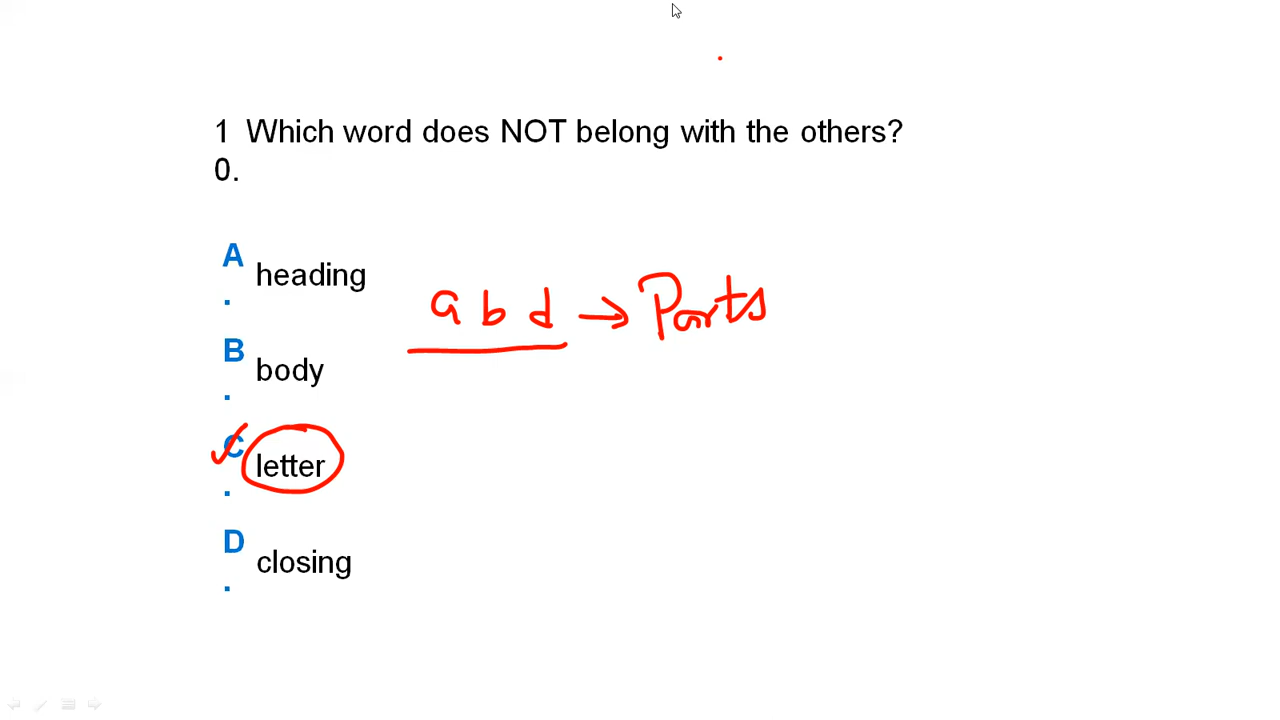 1 Which word does NOT belong with the others?
0.
A
.
heading
a b d → Parts
B
.
body
C
.
letter
D
.
closing